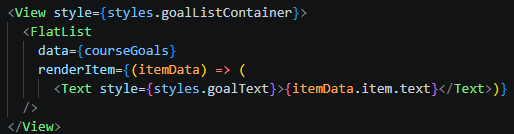 <View style={styles.goalListContainer}>
<FlatList
data={courseGoals}
renderItem={(itemData) => (
<Text style={styles.goalText}>{itemData.item.text}</Text>)}
/>
</View>